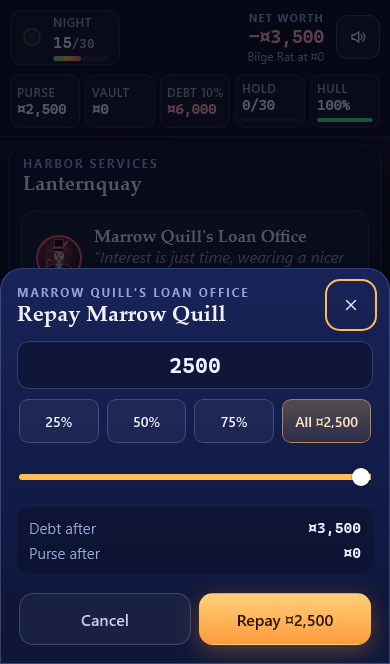 NIGHT
15/30
NET WORTH
−¤3,500
Bilge Rat at ¤0
PURSE
¤2,500
VAULT
¤0
DEBT 10%
¤6,000
HOLD
0/30
HULL
100%
HARBOR SERVICES
Lanternquay
Marrow Quill's Loan Office
"Interest is just time, wearing a nicer
MARROW QUILL'S LOAN OFFICE
Repay Marrow Quill
×
2500
25%
50%
75%
All ¤2,500
Debt after
¤3,500
Purse after
¤0
Cancel
Repay ¤2,500